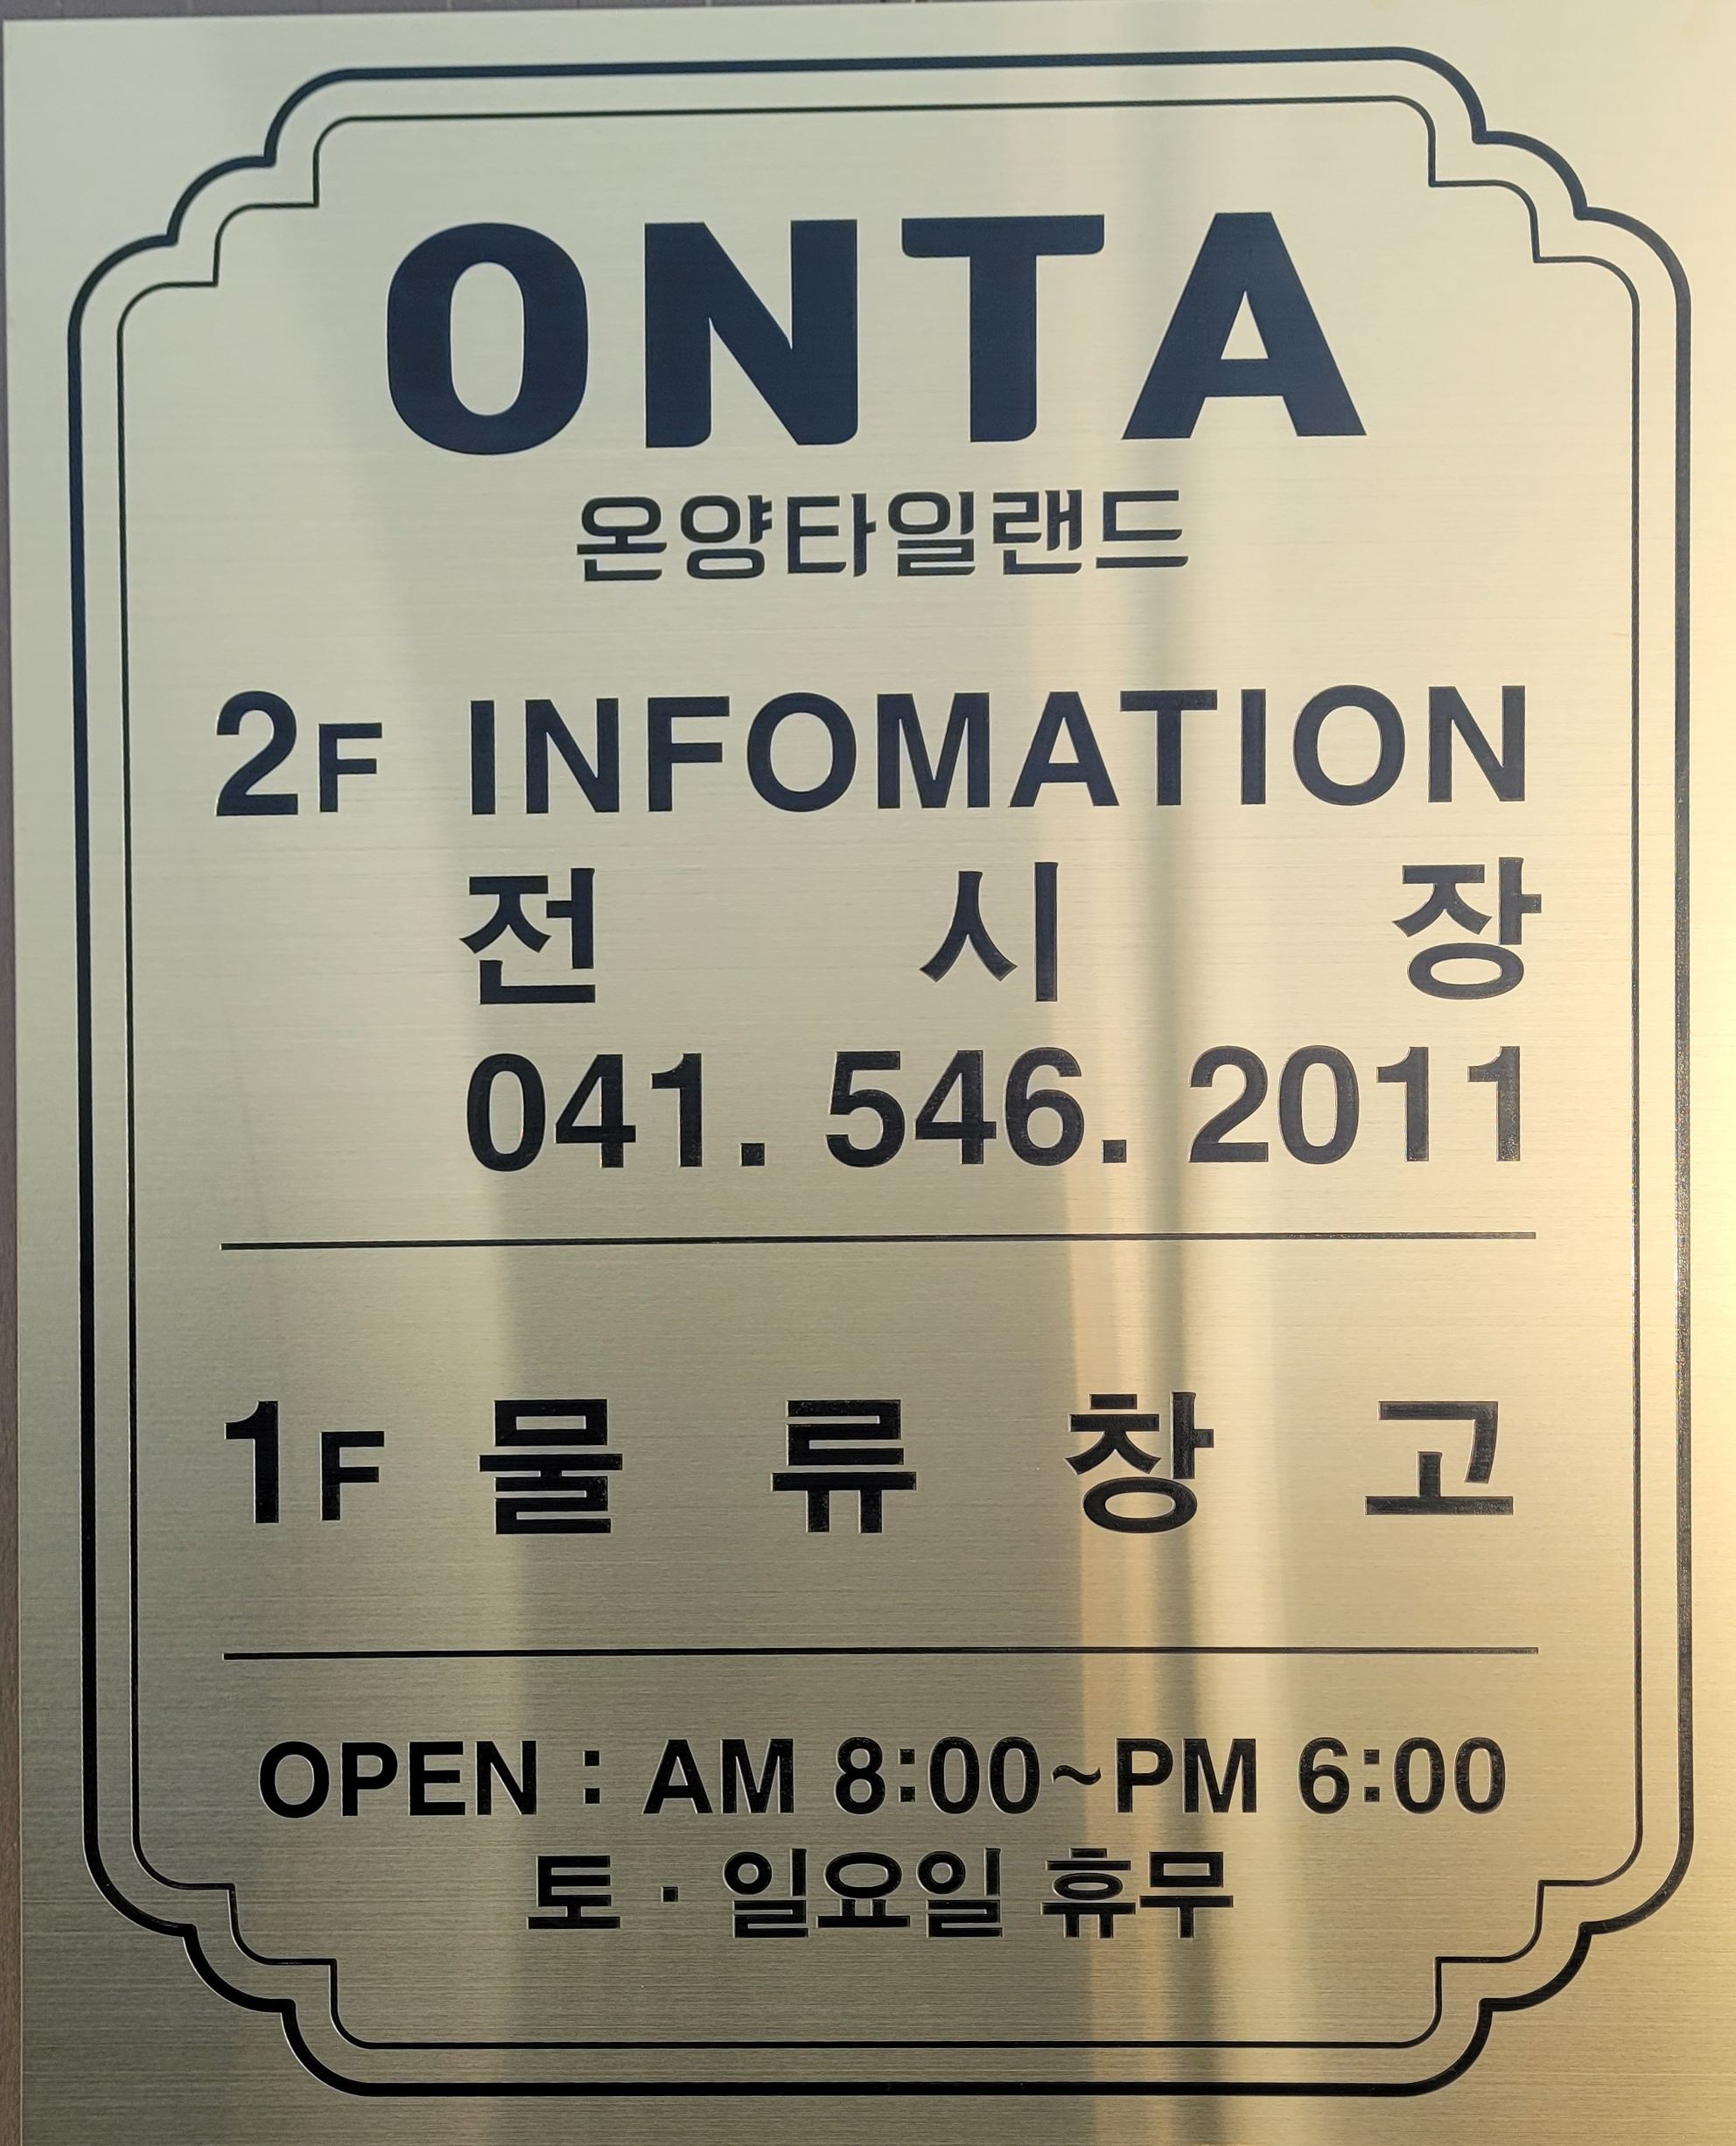 ONTA
온양타일랜드
2F INFOMATION
전 시 장
041. 546. 2011
1F 물 류 창 고
OPEN : AM 8:00~PM 6:00
토 · 일요일 휴무